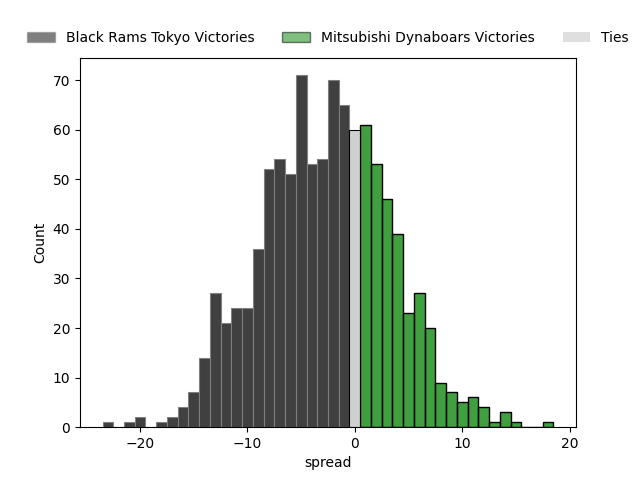 Black Rams Tokyo Victories Mitsubishi Dynaboars Victories Ties
70
60
50
40
30
20
10
0
Count
−20 −10 0 10 20
spread